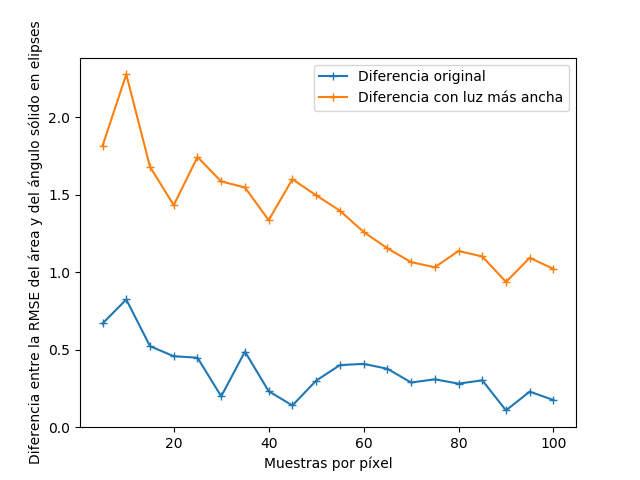 Diferencia entre la RMSE del área y del ángulo sólido en elipses
2.0
1.5
1.0
0.5
0.0
Diferencia original
Diferencia con luz más ancha
20 40 60 80 100
Muestras por píxel